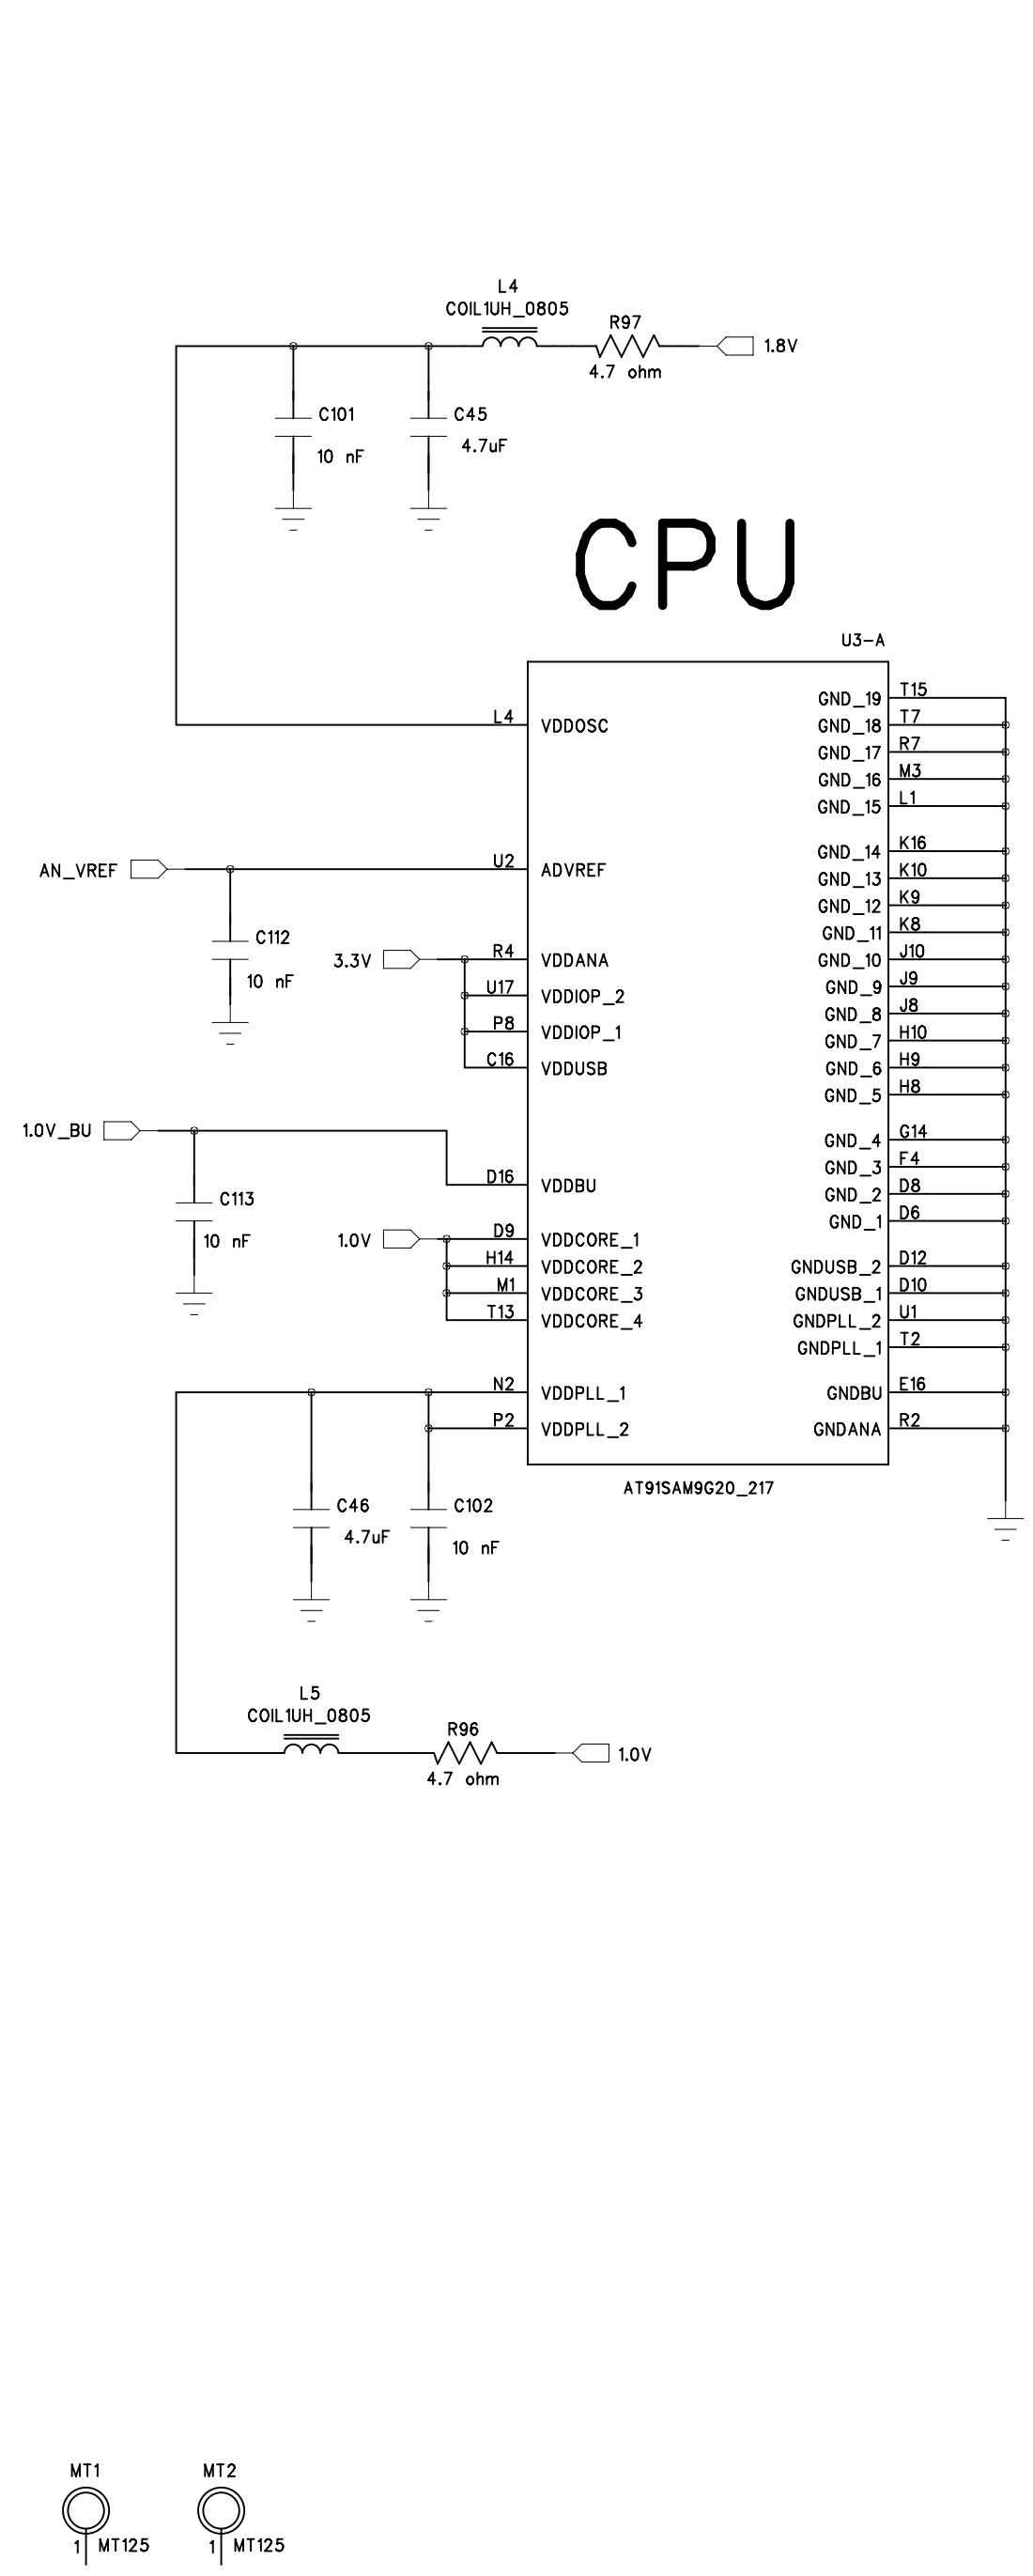 L4
COIL1UH_0805
R97
4.7 ohm
1.8V
C101
10 nF
C45
4.7uF
CPU
U3-A
L4 VDDOSC
U2 ADVREF
AN_VREF
C112
10 nF
3.3V
R4 VDDANA
U17 VDDIOP_2
P8 VDDIOP_1
C16 VDDUSB
1.0V_BU
C113
10 nF
D16 VDDBU
1.0V
D9 VDDCORE_1
H14 VDDCORE_2
M1 VDDCORE_3
T13 VDDCORE_4
N2 VDDPLL_1
P2 VDDPLL_2
GND_19 T15
GND_18 T7
GND_17 R7
GND_16 M3
GND_15 L1
GND_14 K16
GND_13 K10
GND_12 K9
GND_11 K8
GND_10 J10
GND_9 J9
GND_8 J8
GND_7 H10
GND_6 H9
GND_5 H8
GND_4 G14
GND_3 F4
GND_2 D8
GND_1 D6
GNDUSB_2 D12
GNDUSB_1 D10
GNDPLL_2 U1
GNDPLL_1 T2
GNDBU E16
GNDANA R2
AT91SAM9G20_217
C46
4.7uF
C102
10 nF
L5
COIL1UH_0805
R96
4.7 ohm
1.0V
MT1
1 MT125
MT2
1 MT125